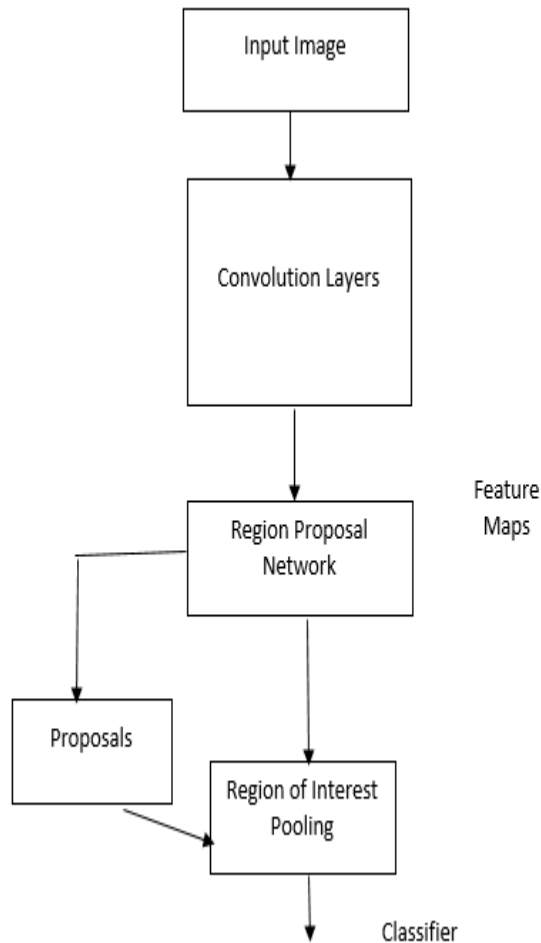 Input Image
Convolution Layers
Feature
Maps
Region Proposal
Network
Proposals
Region of Interest
Pooling
Classifier